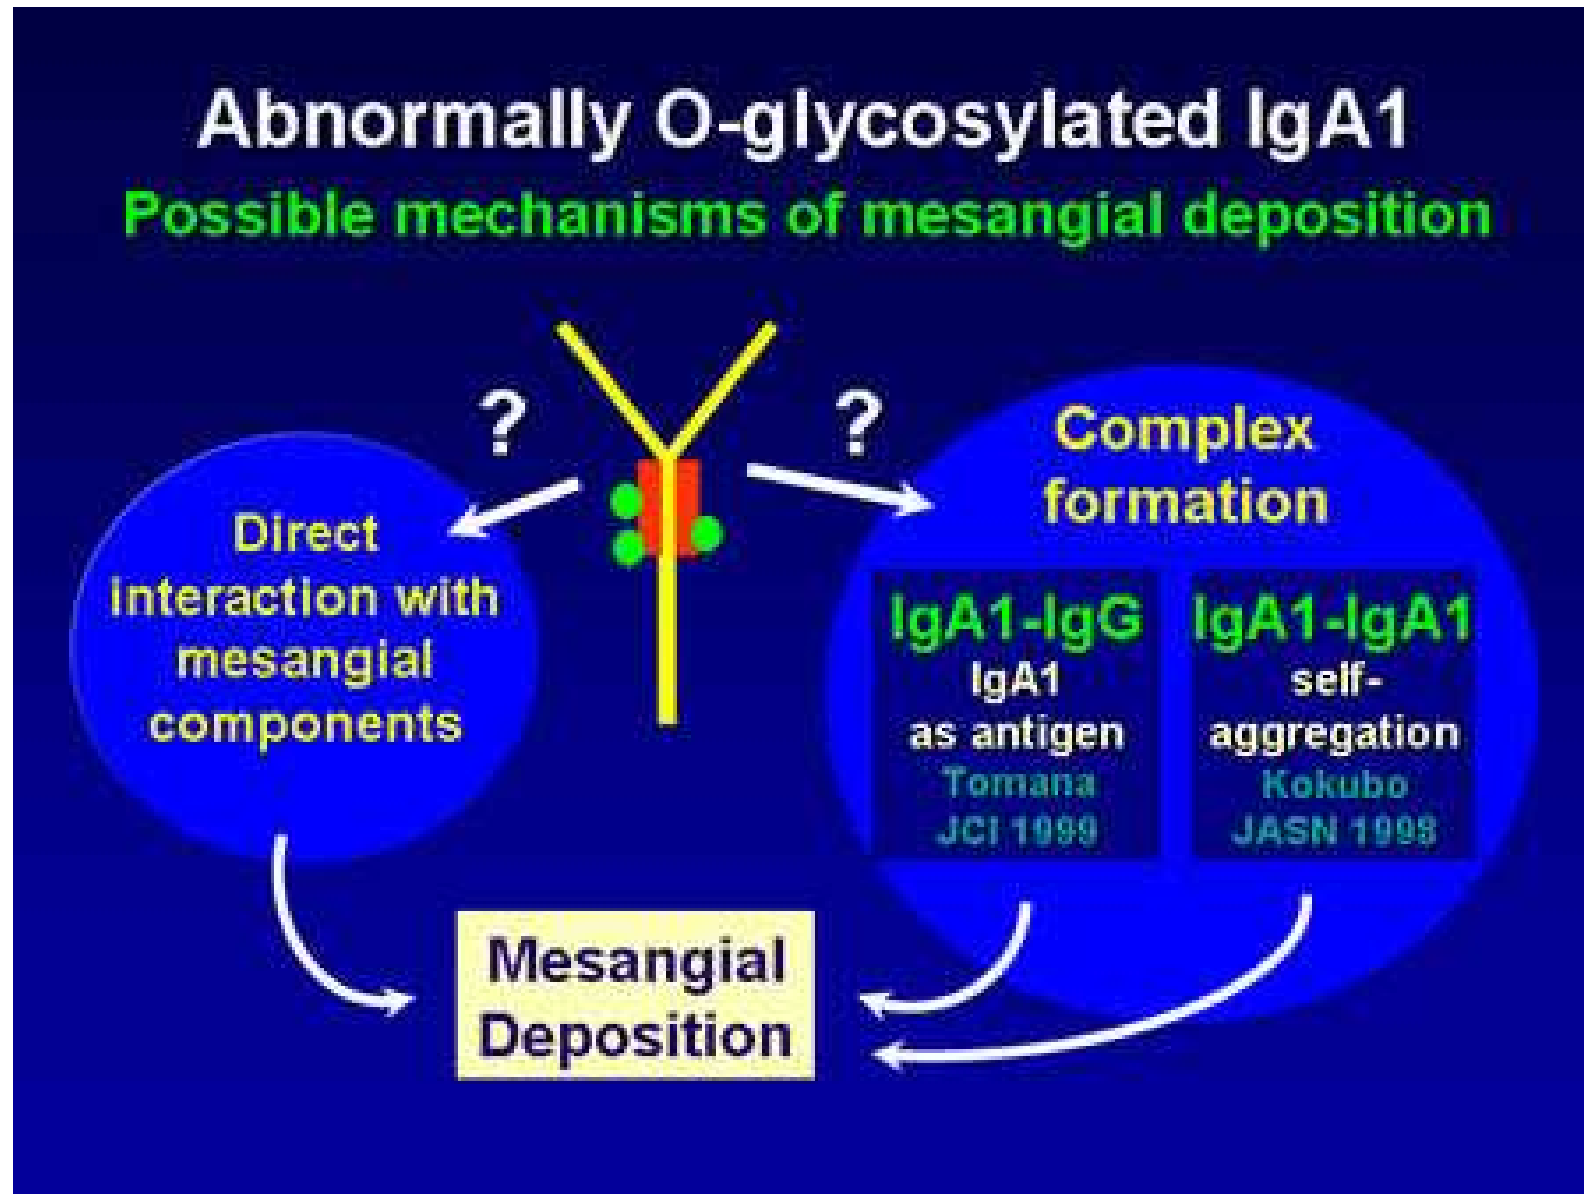 Abnormally O-glycosylated IgA1
Possible mechanisms of mesangial deposition
?
?
Direct
interaction with
mesangial
components
Complex
formation
IgA1-IgG
IgA1
as antigen
Tomana
JCI 1999
IgA1-IgA1
self-
aggregation
Kokubo
JASN 1998
Mesangial
Deposition